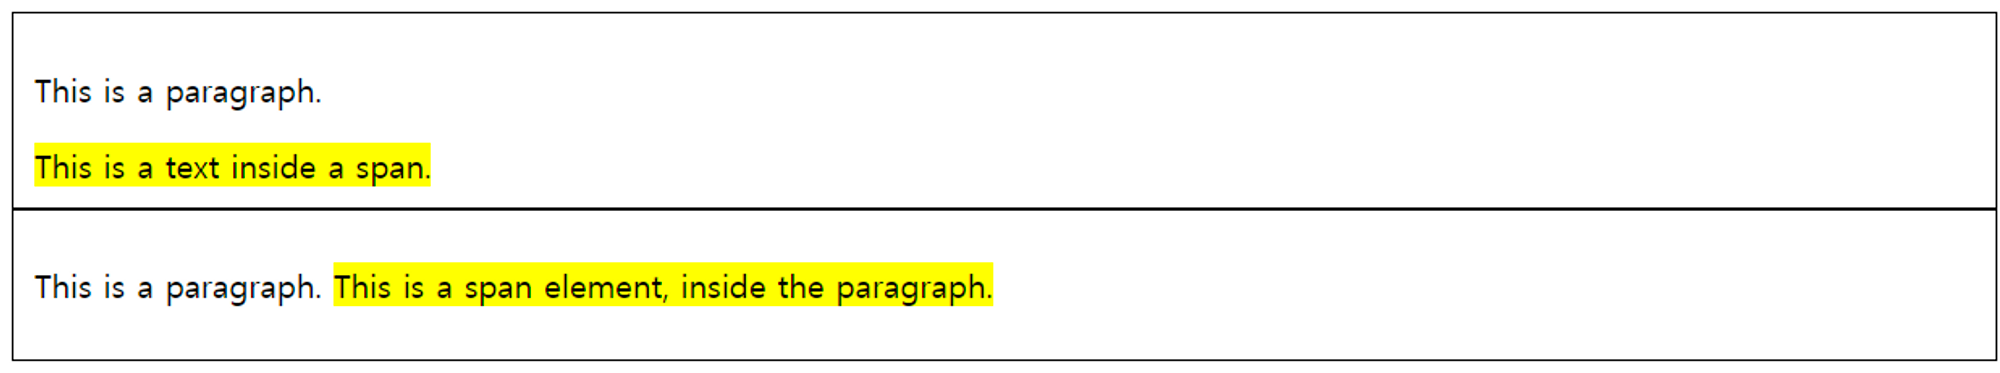 This is a paragraph.
This is a text inside a span.
This is a paragraph. This is a span element, inside the paragraph.